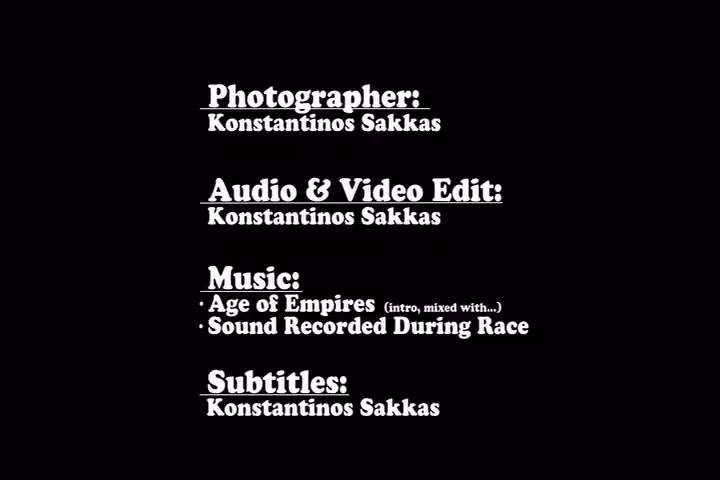 Photographer:
Konstantinos Sakkas
Audio & Video Edit:
Konstantinos Sakkas
Music:
· Age of Empires (intro, mixed with...)
· Sound Recorded During Race
Subtitles:
Konstantinos Sakkas